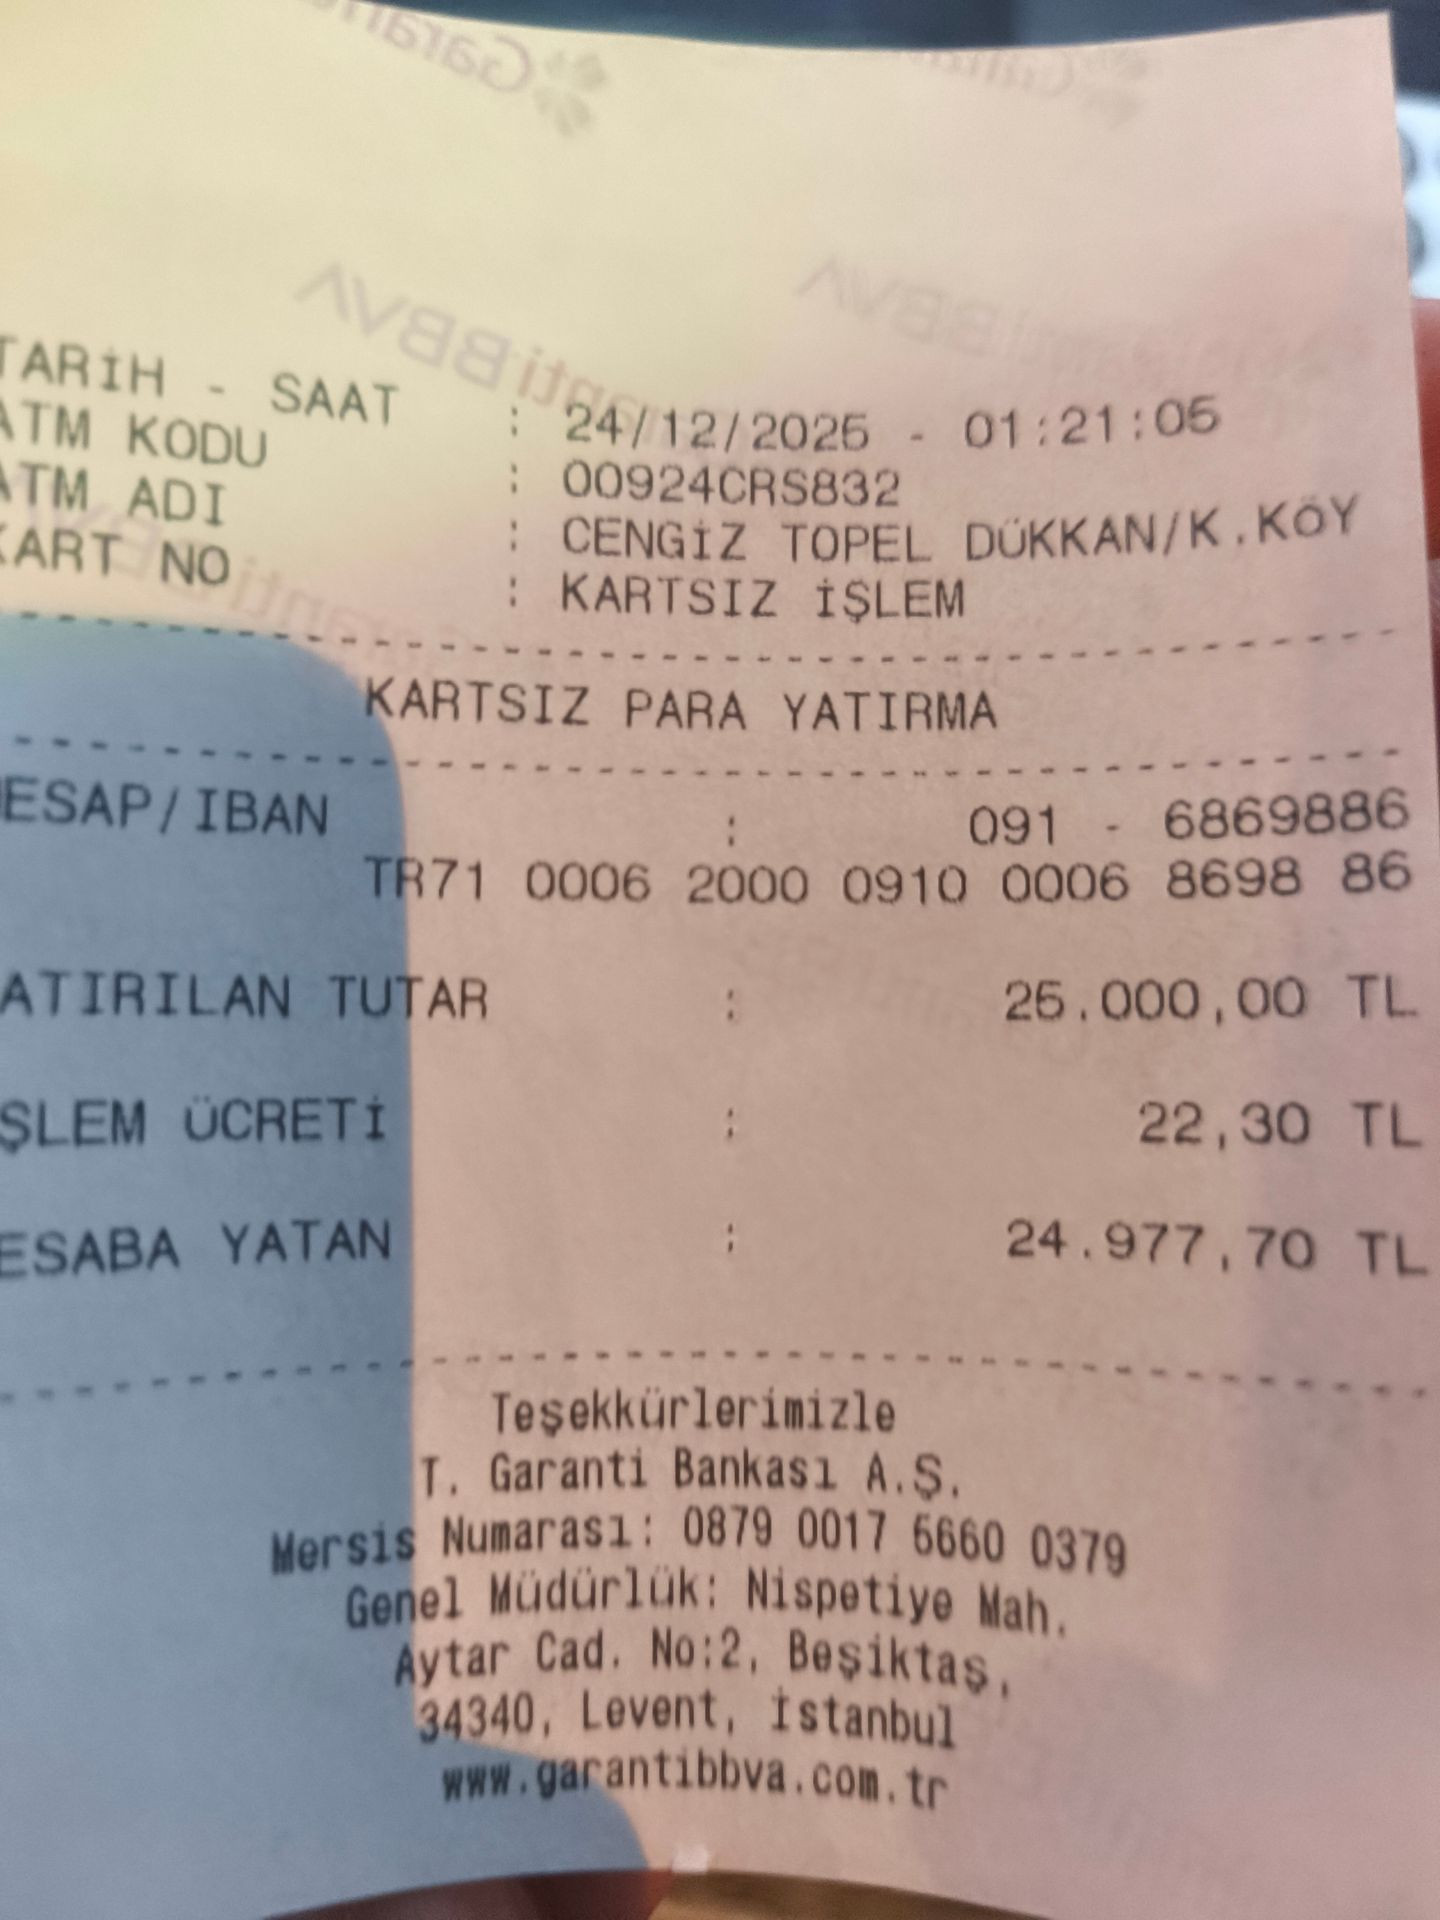 TARİH - SAAT : 24/12/2025 - 01:21:05
ATM KODU : 00924CRS832
ATM ADI : CENGİZ TOPEL DÜKKAN/K.KÖY
KART NO : KARTSIZ İŞLEM
KARTSIZ PARA YATIRMA
ESAP/IBAN : 091 - 6869886
TR71 0006 2000 0910 0006 8698 86
ATIRILAN TUTAR : 25.000,00 TL
ŞLEM ÜCRETİ : 22,30 TL
ESABA YATAN : 24.977,70 TL
Teşekkürlerimizle
T. Garanti Bankası A.Ş.
Mersis Numarası: 0879 0017 5660 0379
Genel Müdürlük: Nispetiye Mah.
Aytar Cad. No:2, Beşiktaş,
34340, Levent, İstanbul
www.garantibbva.com.tr